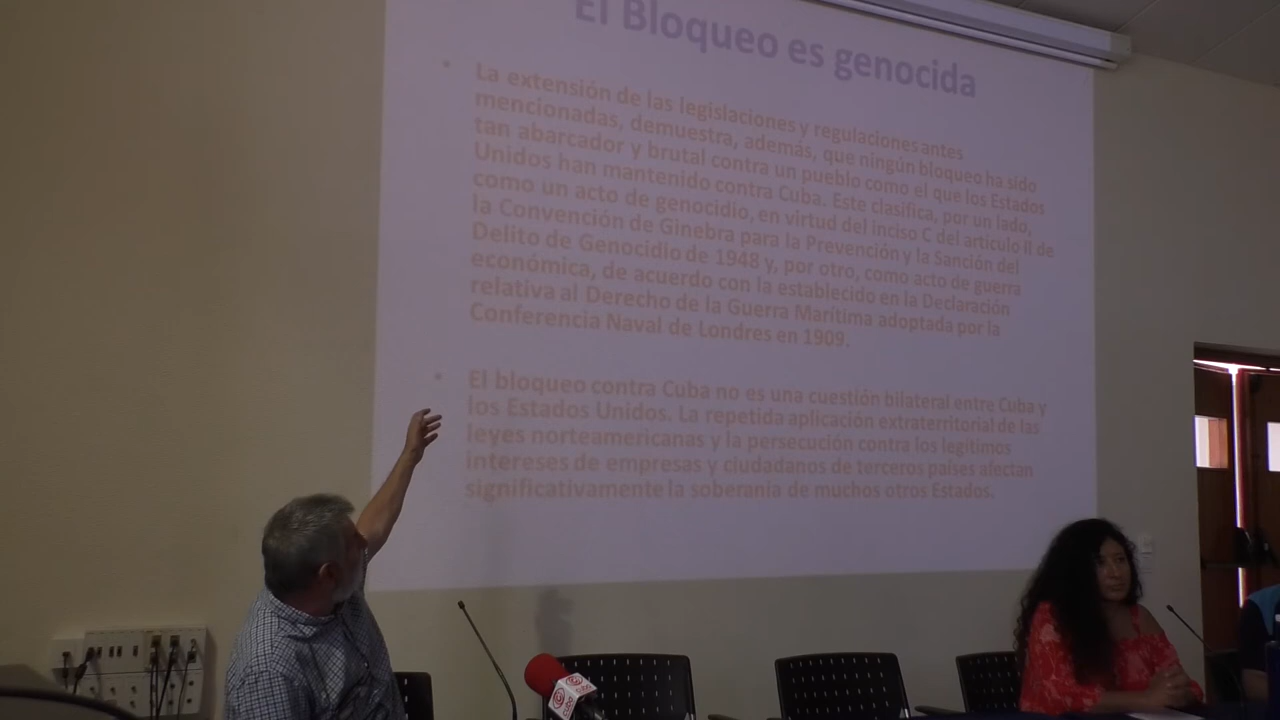 El Bloqueo es genocida
• La extensión de las legislaciones y regulaciones antes
mencionadas, demuestra, además, que ningún bloqueo ha sido
tan abarcador y brutal contra un pueblo como el que los Estados
Unidos han mantenido contra Cuba. Este clasifica, por un lado,
como un acto de genocidio, en virtud del inciso C del articulo II de
la Convención de Ginebra para la Prevención y la Sanción del
Delito de Genocidio de 1948 y, por otro, como acto de guerra
económica, de acuerdo con la establecido en la Declaración
relativa al Derecho de la Guerra Marítima adoptada por la
Conferencia Naval de Londres en 1909.
• El bloqueo contra Cuba no es una cuestión bilateral entre Cuba y
los Estados Unidos. La repetida aplicación extraterritorial de las
leyes norteamericanas y la persecución contra los legítimos
intereses de empresas y ciudadanos de terceros países afectan
significativamente la soberanía de muchos otros Estados.